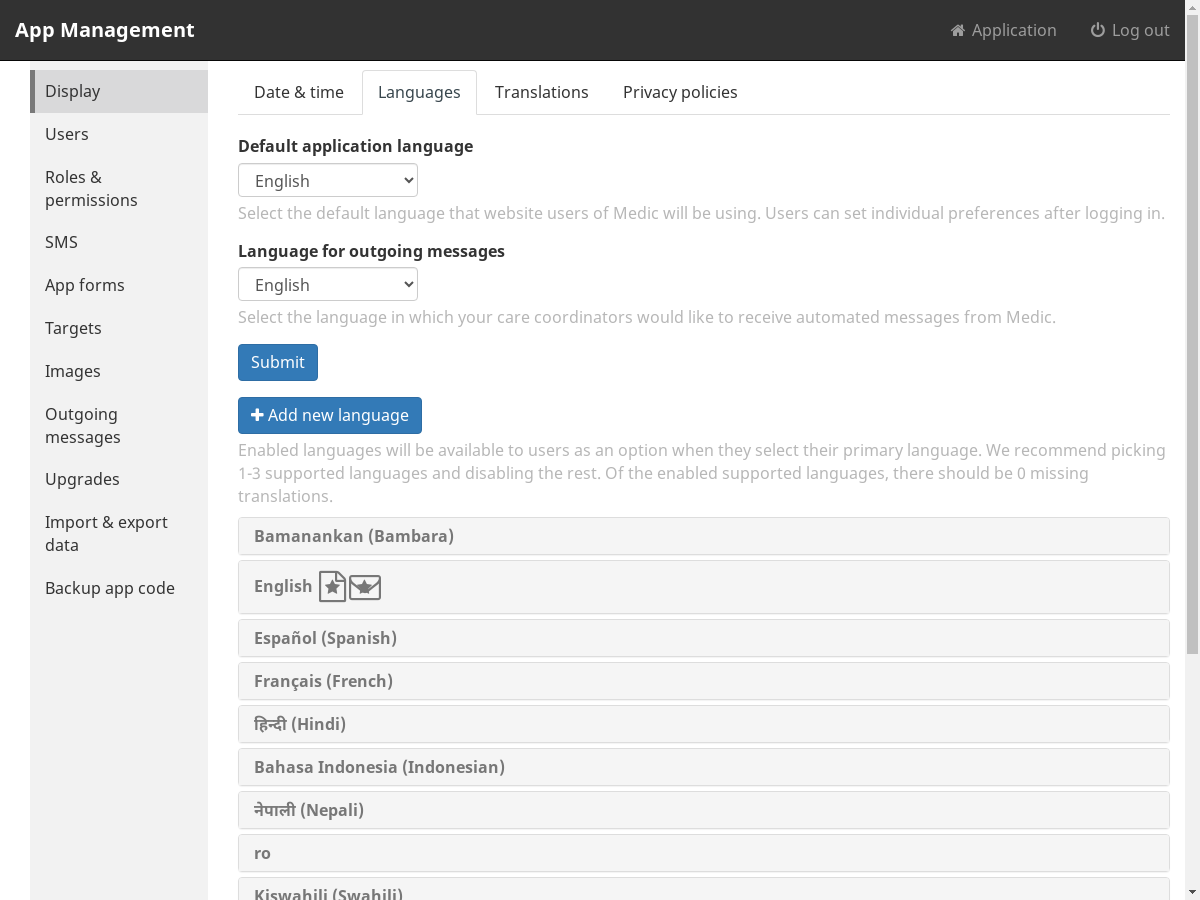 App Management
Application
Log out
Display
Users
Roles &
permissions
SMS
App forms
Targets
Images
Outgoing
messages
Upgrades
Import & export
data
Backup app code
Date & time
Languages
Translations
Privacy policies
Default application language
English
Select the default language that website users of Medic will be using. Users can set individual preferences after logging in.
Language for outgoing messages
English
Select the language in which your care coordinators would like to receive automated messages from Medic.
Submit
Add new language
Enabled languages will be available to users as an option when they select their primary language. We recommend picking
1-3 supported languages and disabling the rest. Of the enabled supported languages, there should be 0 missing
translations.
Bamanankan (Bambara)
English
Español (Spanish)
Français (French)
हिन्दी (Hindi)
Bahasa Indonesia (Indonesian)
नेपाली (Nepali)
ro
Kiswahili (Swahili)